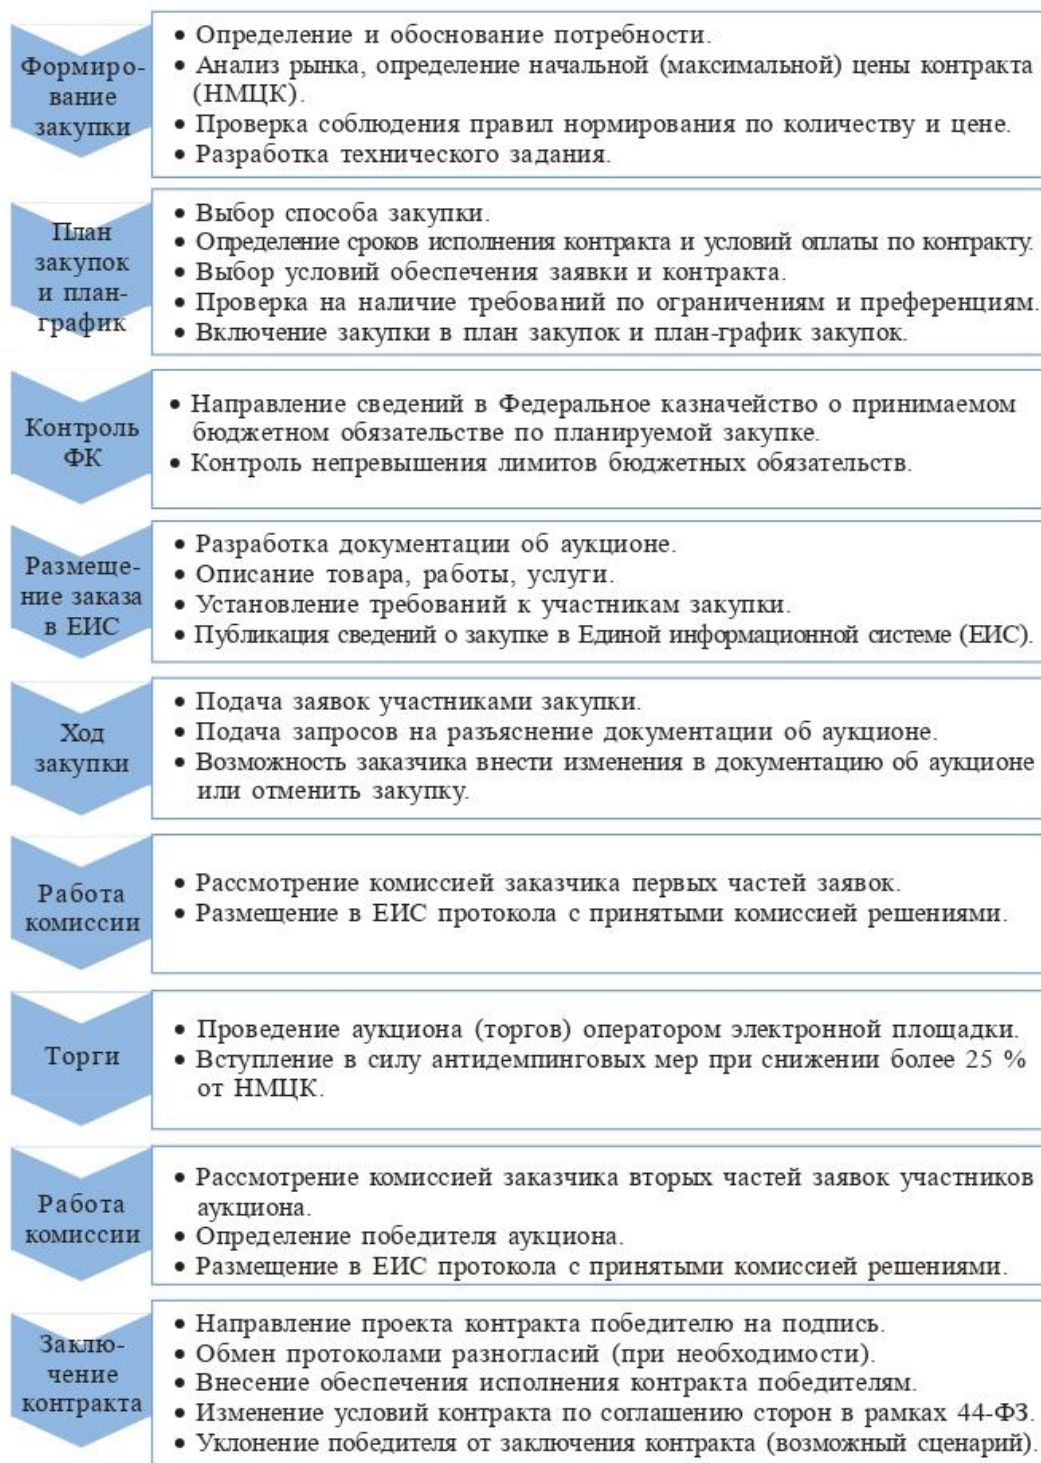 Формиро-
вание
закупки
• Определение и обоснование потребности.
• Анализ рынка, определение начальной (максимальной) цены контракта
(НМЦК).
• Проверка соблюдения правил нормирования по количеству и цене.
• Разработка технического задания.
План
закупок
и план-
график
• Выбор способа закупки.
• Определение сроков исполнения контракта и условий оплаты по контракту.
• Выбор условий обеспечения заявки и контракта.
• Проверка на наличие требований по ограничениям и преференциям.
• Включение закупки в план закупок и план-график закупок.
Контроль
ФК
• Направление сведений в Федеральное казначейство о принимаемом
бюджетном обязательстве по планируемой закупке.
• Контроль непревышения лимитов бюджетных обязательств.
Размеще-
ние заказа
в ЕИС
• Разработка документации об аукционе.
• Описание товара, работы, услуги.
• Установление требований к участникам закупки.
• Публикация сведений о закупке в Единой информационной системе (ЕИС).
Ход
закупки
• Подача заявок участниками закупки.
• Подача запросов на разъяснение документации об аукционе.
• Возможность заказчика внести изменения в документацию об аукционе
или отменить закупку.
Работа
комиссии
• Рассмотрение комиссией заказчика первых частей заявок.
• Размещение в ЕИС протокола с принятыми комиссией решениями.
Торги
• Проведение аукциона (торгов) оператором электронной площадки.
• Вступление в силу антидемпинговых мер при снижении более 25 %
от НМЦК.
Работа
комиссии
• Рассмотрение комиссией заказчика вторых частей заявок участников
аукциона.
• Определение победителя аукциона.
• Размещение в ЕИС протокола с принятыми комиссией решениями.
Заклю-
чение
контракта
• Направление проекта контракта победителю на подпись.
• Обмен протоколами разногласий (при необходимости).
• Внесение обеспечения исполнения контракта победителям.
• Изменение условий контракта по соглашению сторон в рамках 44-ФЗ.
• Уклонение победителя от заключения контракта (возможный сценарий).